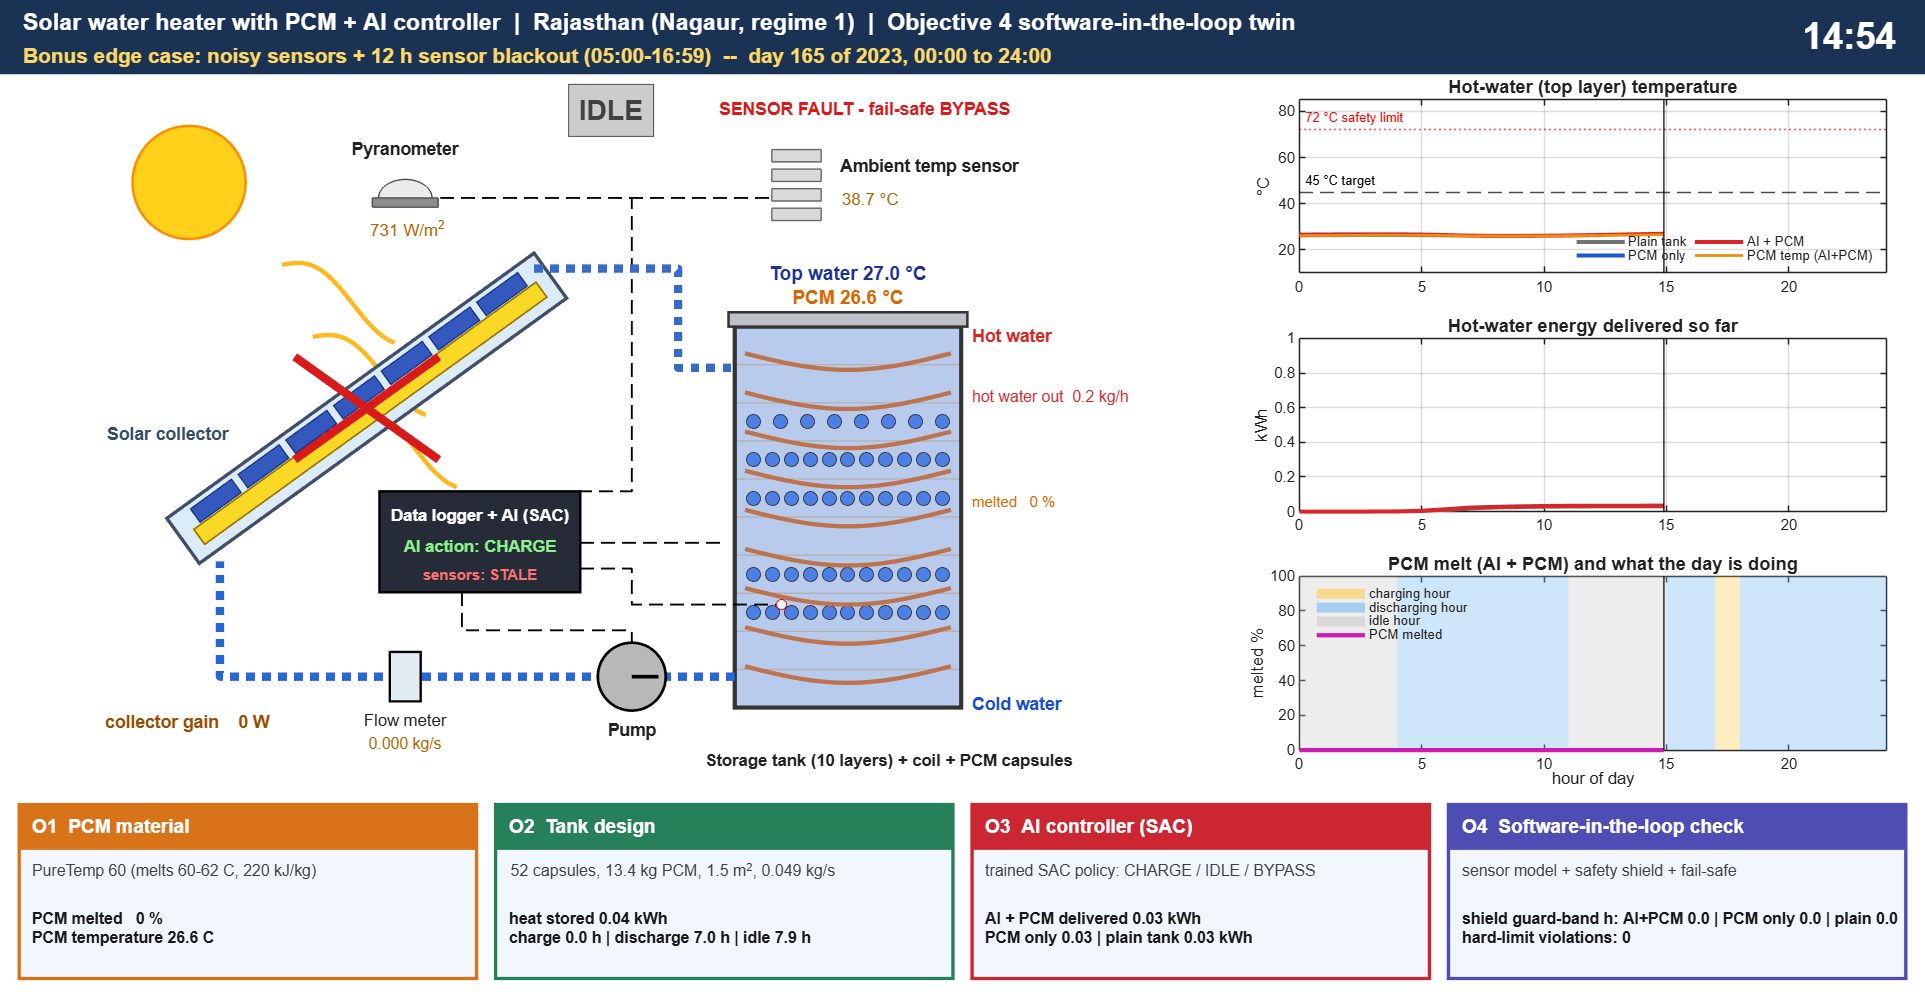 Solar water heater with PCM + AI controller | Rajasthan (Nagaur, regime 1) | Objective 4 software-in-the-loop twin
Bonus edge case: noisy sensors + 12 h sensor blackout (05:00-16:59) -- day 165 of 2023, 00:00 to 24:00
14:54
IDLE
SENSOR FAULT - fail-safe BYPASS
Pyranometer
731 W/m²
Ambient temp sensor
38.7 °C
Top water 27.0 °C
PCM 26.6 °C
Hot water
hot water out 0.2 kg/h
melted 0 %
Cold water
Solar collector
Data logger + AI (SAC)
AI action: CHARGE
sensors: STALE
collector gain 0 W
Flow meter
0.000 kg/s
Pump
Storage tank (10 layers) + coil + PCM capsules
Hot-water (top layer) temperature
°C
80
60
40
20
72 °C safety limit
45 °C target
Plain tank
AI + PCM
PCM only
PCM temp (AI+PCM)
0 5 10 15 20
Hot-water energy delivered so far
kWh
1
0.8
0.6
0.4
0.2
0
0 5 10 15 20
PCM melt (AI + PCM) and what the day is doing
melted %
100
80
60
40
20
0
charging hour
discharging hour
idle hour
PCM melted
0 5 10 15 20
hour of day
O1 PCM material
PureTemp 60 (melts 60-62 C, 220 kJ/kg)
PCM melted 0 %
PCM temperature 26.6 C
O2 Tank design
52 capsules, 13.4 kg PCM, 1.5 m², 0.049 kg/s
heat stored 0.04 kWh
charge 0.0 h | discharge 7.0 h | idle 7.9 h
O3 AI controller (SAC)
trained SAC policy: CHARGE / IDLE / BYPASS
AI + PCM delivered 0.03 kWh
PCM only 0.03 | plain tank 0.03 kWh
O4 Software-in-the-loop check
sensor model + safety shield + fail-safe
shield guard-band h: AI+PCM 0.0 | PCM only 0.0 | plain 0.0
hard-limit violations: 0